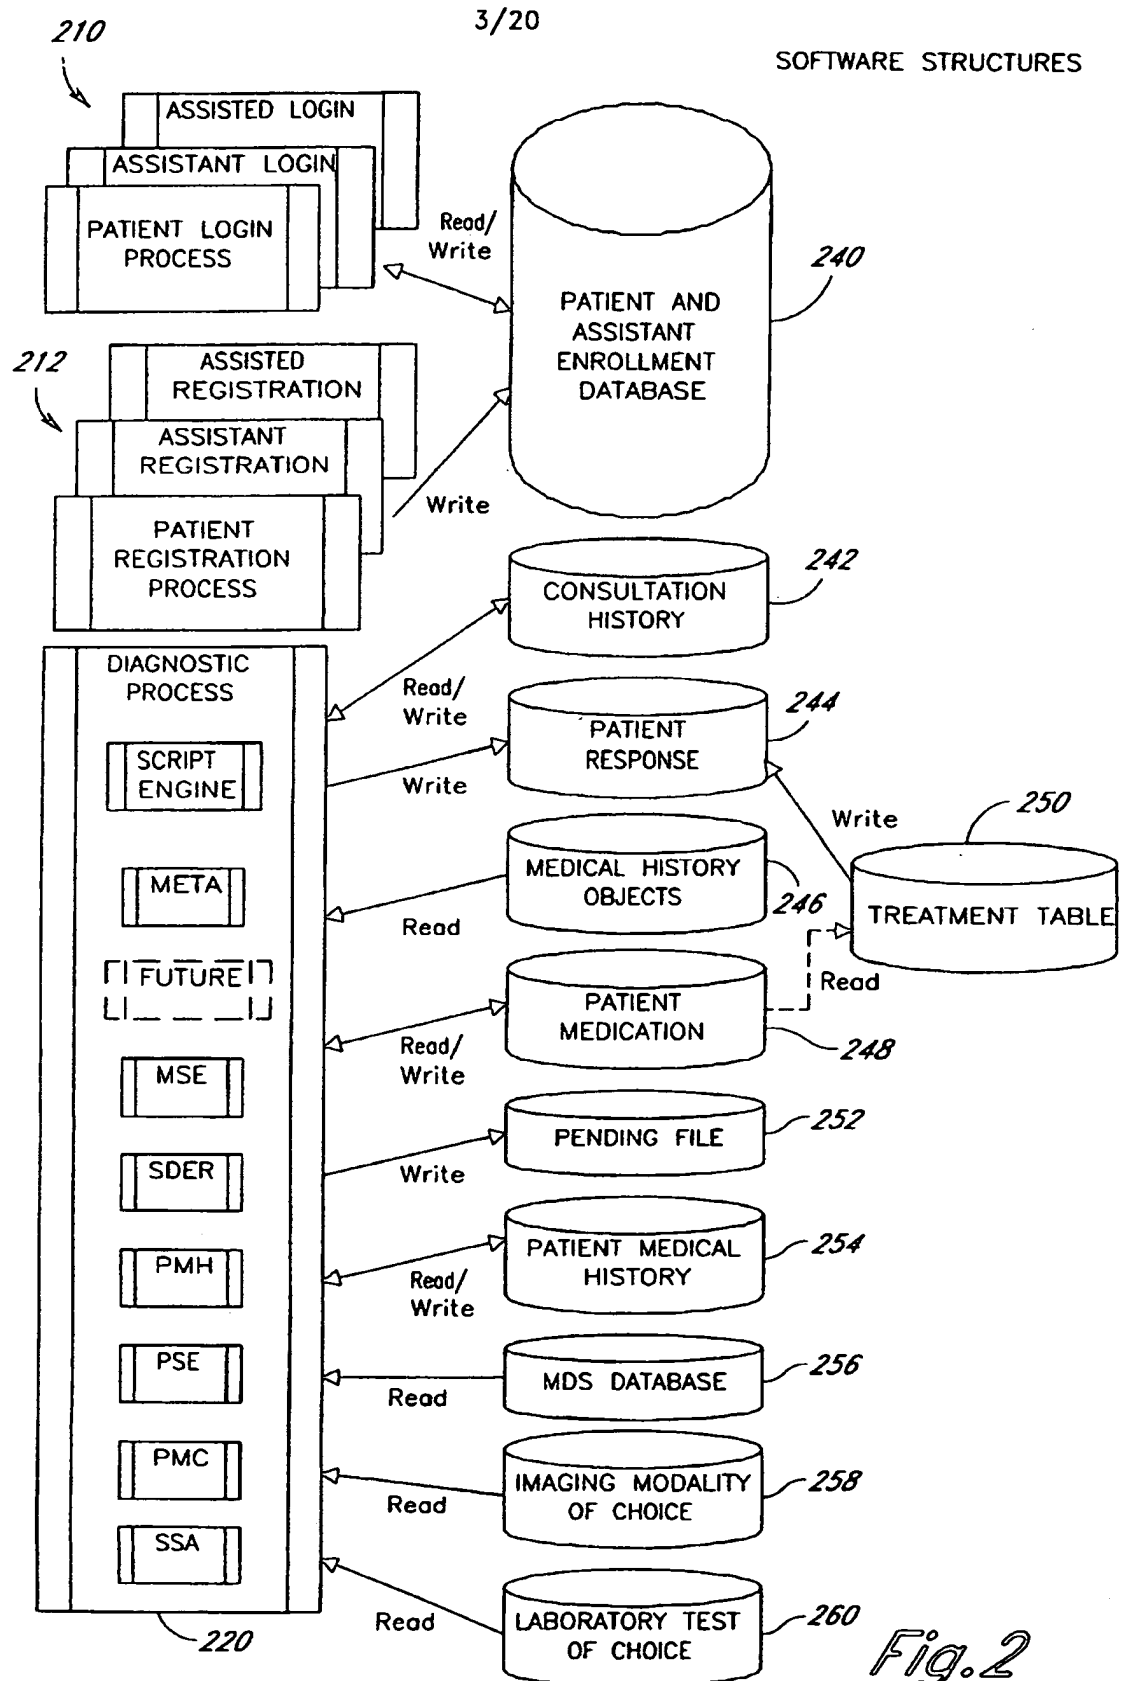 3/20
SOFTWARE STRUCTURES
210
ASSISTED LOGIN
ASSISTANT LOGIN
PATIENT LOGIN
PROCESS
Read/
Write
240
PATIENT AND
ASSISTANT
ENROLLMENT
DATABASE
212
ASSISTED
REGISTRATION
ASSISTANT
REGISTRATION
PATIENT
REGISTRATION
PROCESS
Write
242
CONSULTATION
HISTORY
DIAGNOSTIC
PROCESS
Read/
Write
244
PATIENT
RESPONSE
SCRIPT
ENGINE
Write
Write
250
TREATMENT TABLE
MEDICAL HISTORY
OBJECTS
246
META
Read
FUTURE
Read
PATIENT
MEDICATION
248
Read/
Write
MSE
252
PENDING FILE
SDER
Write
254
PATIENT MEDICAL
HISTORY
PMH
Read/
Write
PSE
256
MDS DATABASE
Read
PMC
258
IMAGING MODALITY
OF CHOICE
Read
SSA
260
LABORATORY TEST
OF CHOICE
Read
220
Fig.2